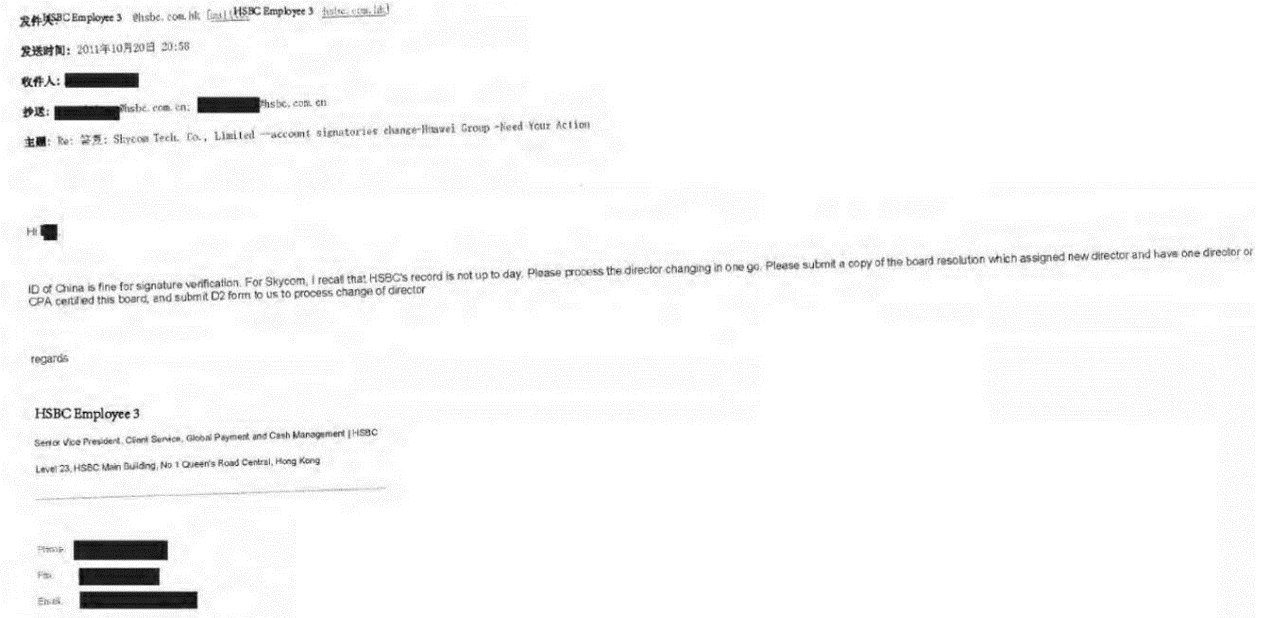 发件人: HSBC Employee 3 @hsbc.com.hk [mailto: HSBC Employee 3 hsbc.com.hk]
发送时间: 2011年10月20日 20:58
收件人:
抄送: @hsbc.com.cn; @hsbc.com.cn
主题: Re: 答复: Skycom Tech. Co., Limited --account signatories change-Huawei Group -Need Your Action
Hi
ID of China is fine for signature verification. For Skycom, I recall that HSBC's record is not up to day. Please process the director changing in one go. Please submit a copy of the board resolution which assigned new director and have one director or
CPA certified this board, and submit D2 form to us to process change of director
regards
HSBC Employee 3
Senior Vice President, Client Service, Global Payment and Cash Management | HSBC
Level 23, HSBC Main Building, No 1 Queen's Road Central, Hong Kong
Phone:
Fax:
Email: